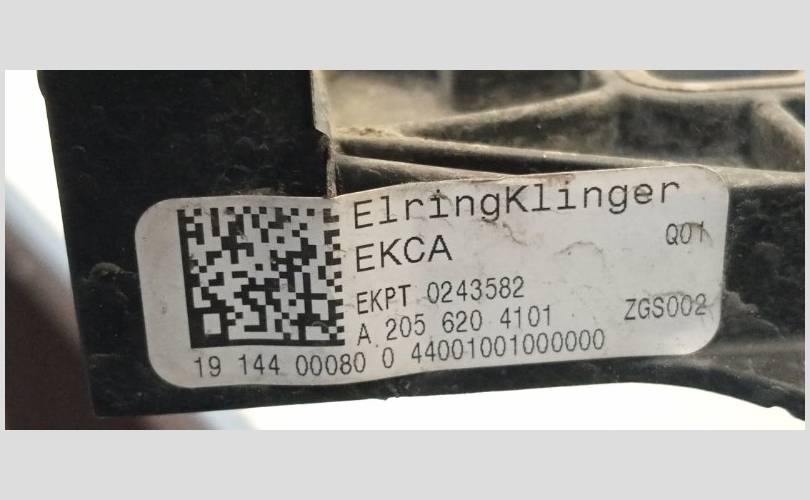 ElringKlinger
EKCA Q01
EKPT 0243582
A 205 620 4101 ZGS002
19 144 00080 0 44001001000000